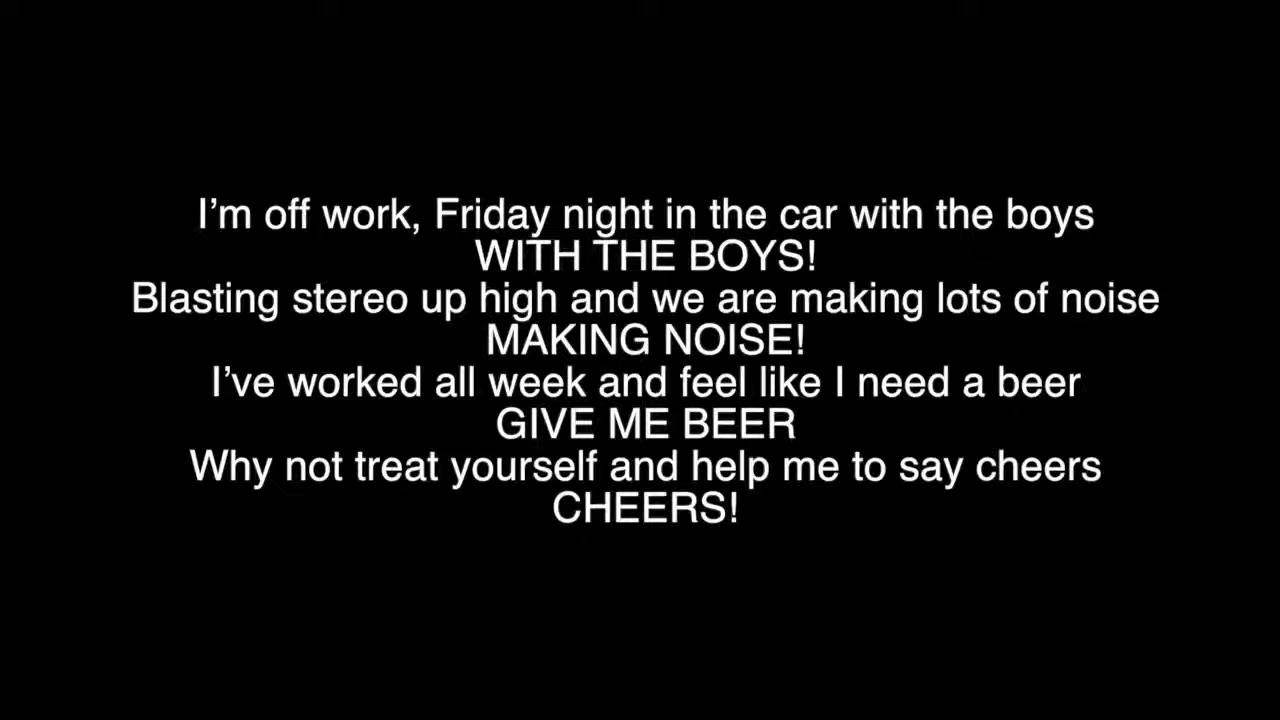 I’m off work, Friday night in the car with the boys
WITH THE BOYS!
Blasting stereo up high and we are making lots of noise
MAKING NOISE!
I’ve worked all week and feel like I need a beer
GIVE ME BEER
Why not treat yourself and help me to say cheers
CHEERS!